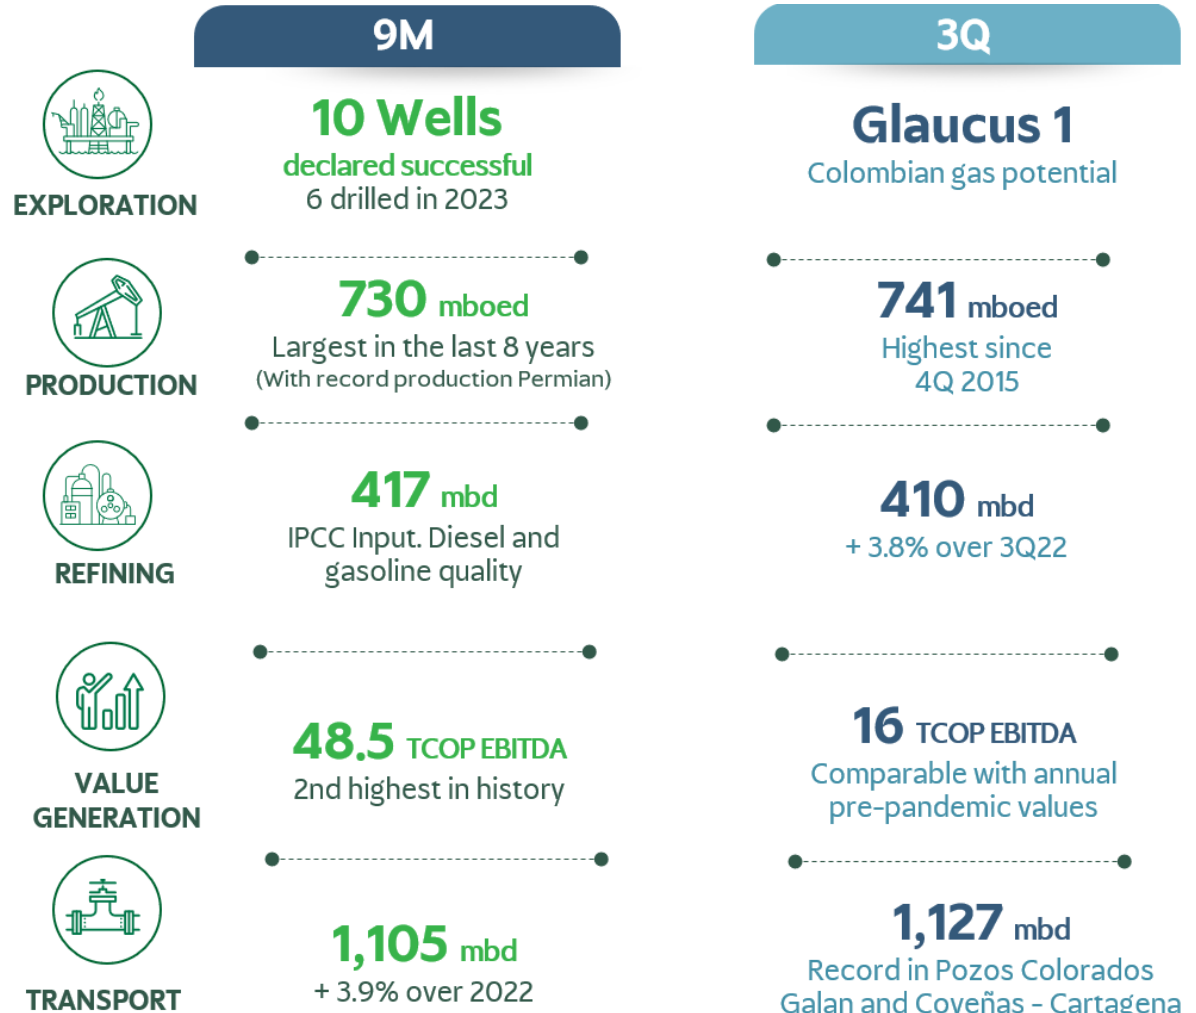 9M
3Q
EXPLORATION
10 Wells
declared successful
6 drilled in 2023
Glaucus 1
Colombian gas potential
PRODUCTION
730 mboed
Largest in the last 8 years
(With record production Permian)
741 mboed
Highest since
4Q 2015
REFINING
417 mbd
IPCC Input. Diesel and
gasoline quality
410 mbd
+ 3.8% over 3Q22
VALUE
GENERATION
48.5 TCOP EBITDA
2nd highest in history
16 TCOP EBITDA
Comparable with annual
pre-pandemic values
TRANSPORT
1,105 mbd
+ 3.9% over 2022
1,127 mbd
Record in Pozos Colorados
Galan and Coveñas - Cartagena